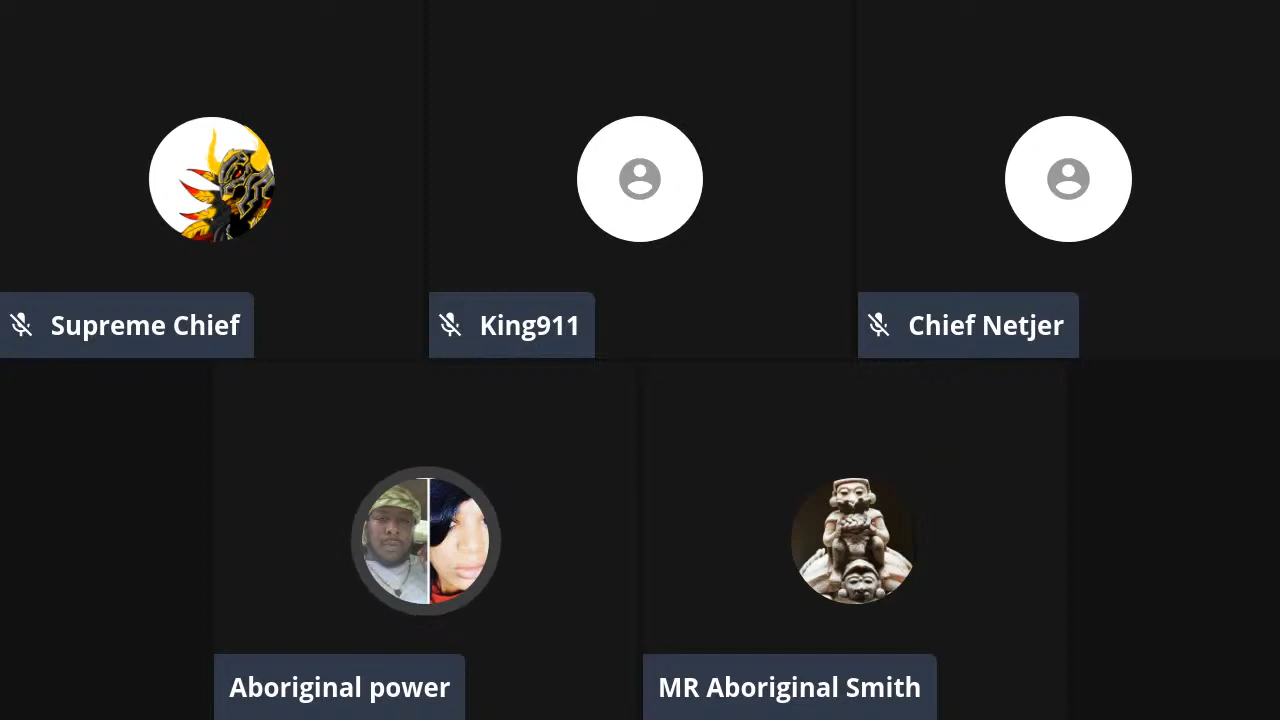 Supreme Chief
King911
Chief Netjer
Aboriginal power
MR Aboriginal Smith